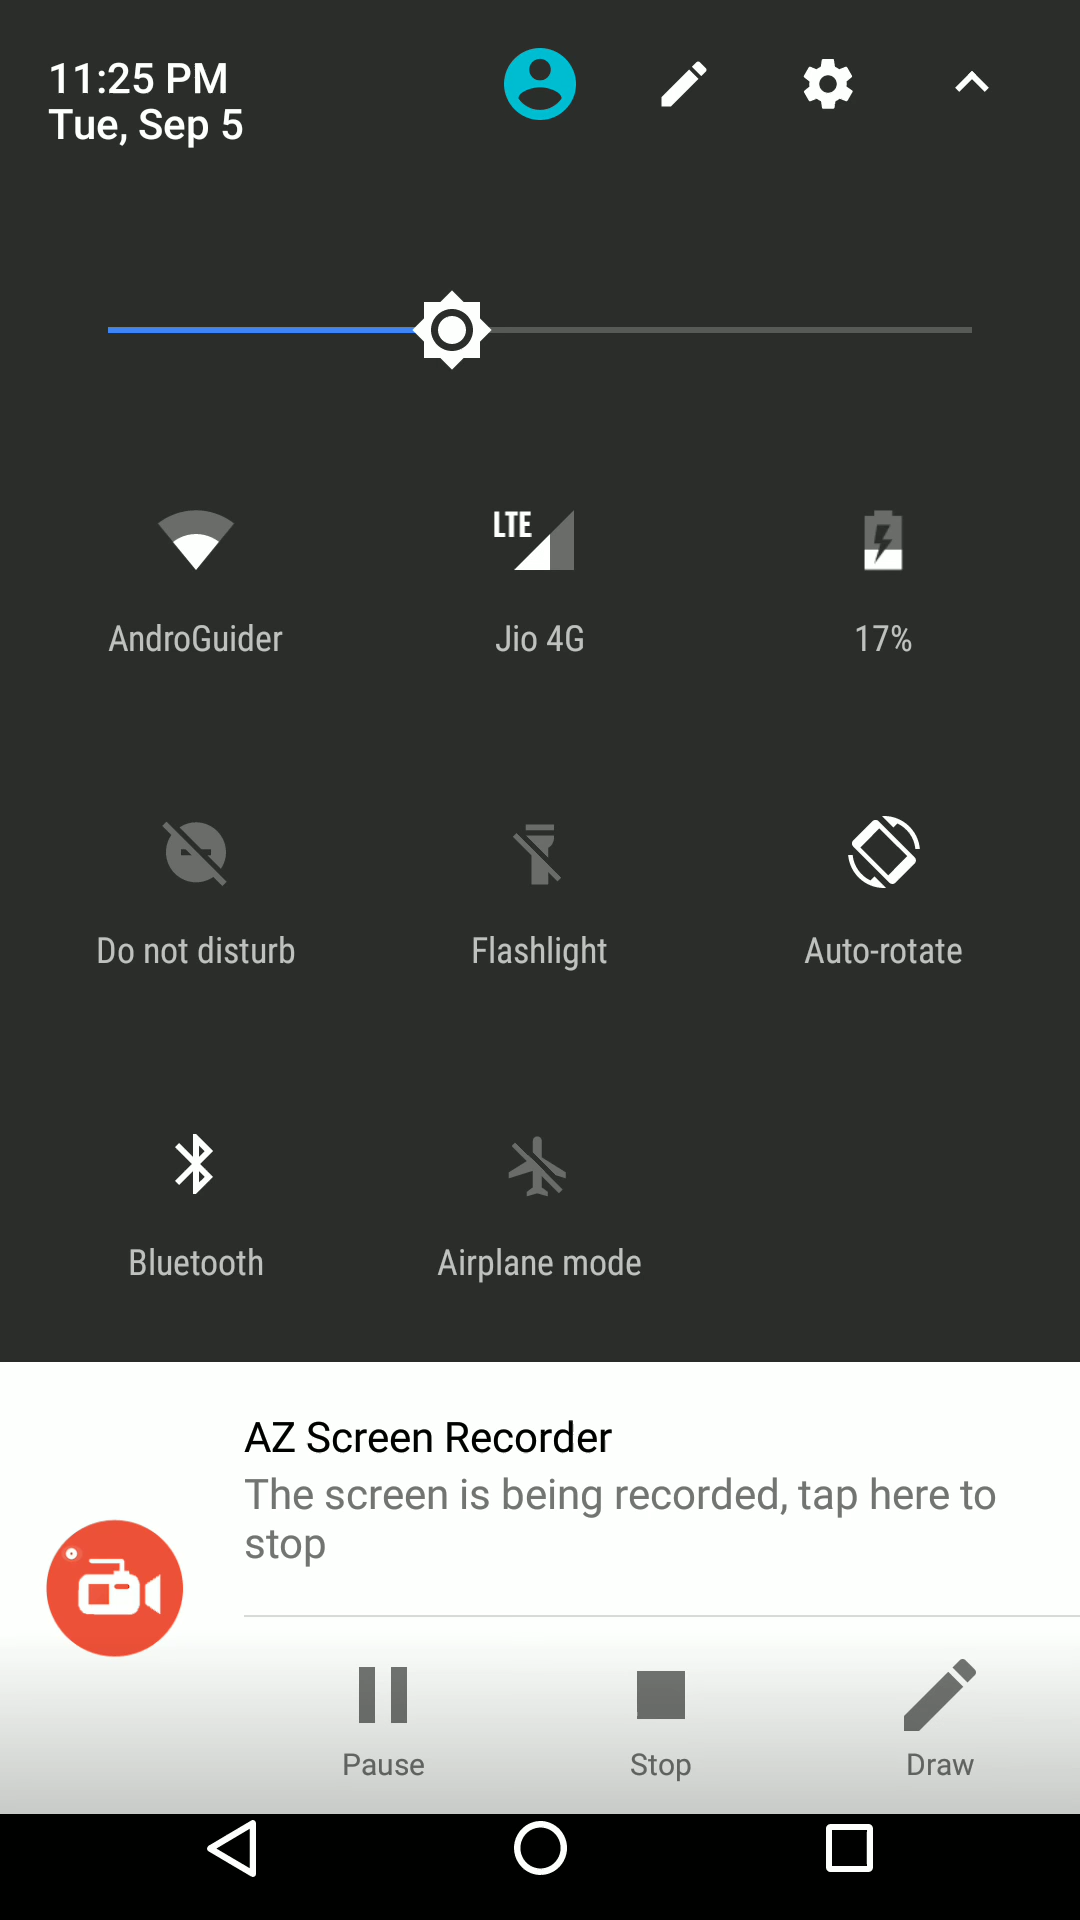 11:25 PM
Tue, Sep 5
LTE
AndroGuider
Jio 4G
17%
Do not disturb
Flashlight
Auto-rotate
Bluetooth
Airplane mode
AZ Screen Recorder
The screen is being recorded, tap here to
stop
Pause
Stop
Draw